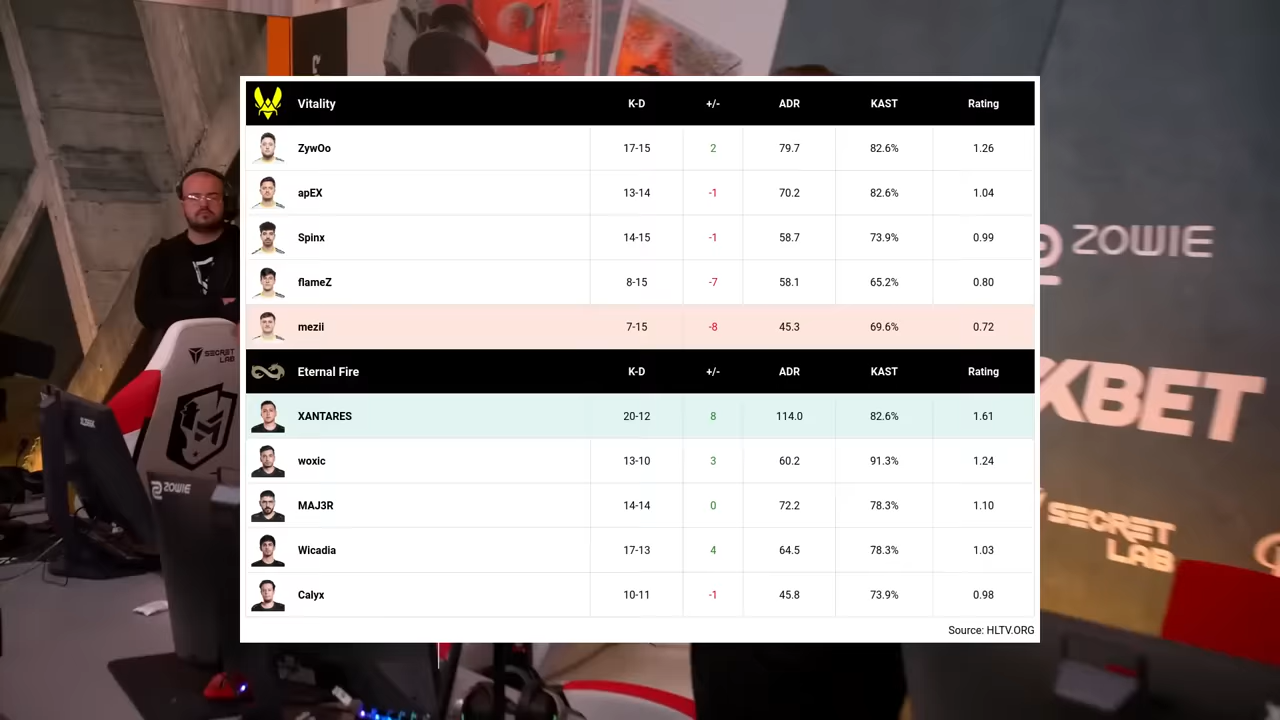 Vitality K-D +/- ADR KAST Rating
ZywOo 17-15 2 79.7 82.6% 1.26
apEX 13-14 -1 70.2 82.6% 1.04
Spinx 14-15 -1 58.7 73.9% 0.99
flameZ 8-15 -7 58.1 65.2% 0.80
mezii 7-15 -8 45.3 69.6% 0.72
Eternal Fire K-D +/- ADR KAST Rating
XANTARES 20-12 8 114.0 82.6% 1.61
woxic 13-10 3 60.2 91.3% 1.24
MAJ3R 14-14 0 72.2 78.3% 1.10
Wicadia 17-13 4 64.5 78.3% 1.03
Calyx 10-11 -1 45.8 73.9% 0.98
Source: HLTV.ORG
SECRET
LAB
ZOWIE
ZOWIE
XBET
SECRET
LAB